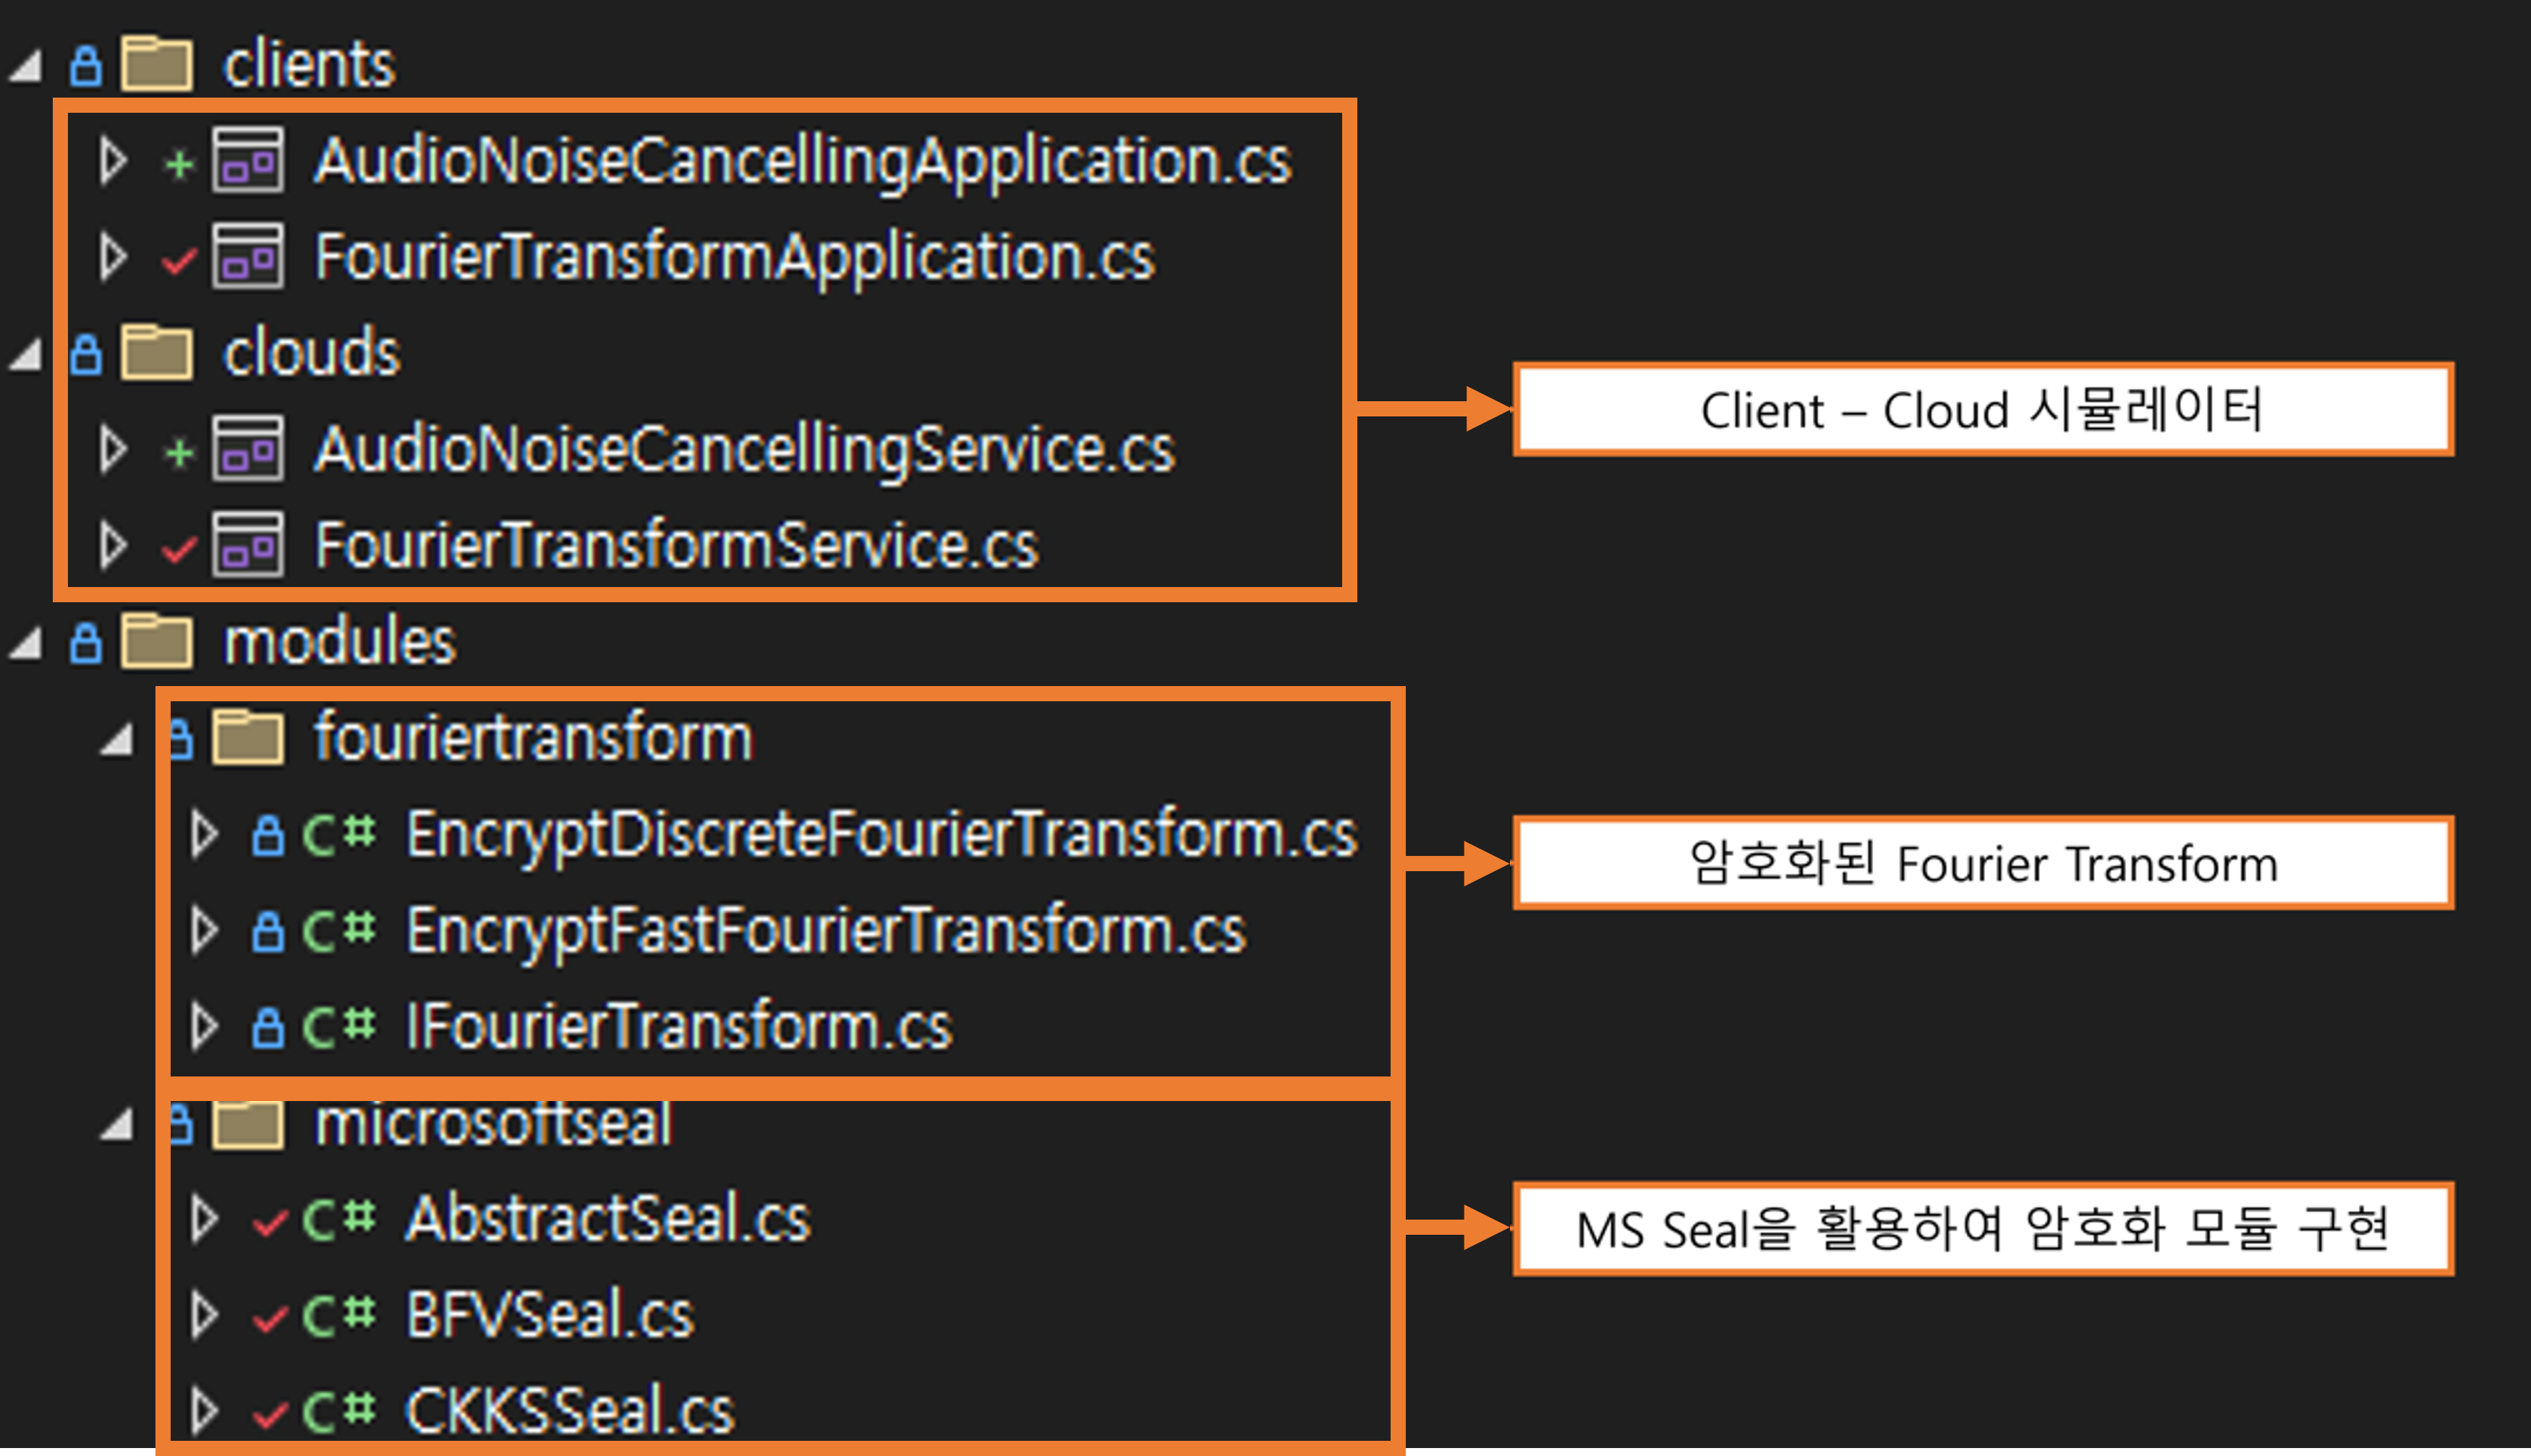 clients
AudioNoiseCancellingApplication.cs
FourierTransformApplication.cs
clouds
AudioNoiseCancellingService.cs
FourierTransformService.cs
Client – Cloud 시뮬레이터
modules
fouriertransform
C# EncryptDiscreteFourierTransform.cs
C# EncryptFastFourierTransform.cs
C# IFourierTransform.cs
암호화된 Fourier Transform
microsoftseal
C# AbstractSeal.cs
C# BFVSeal.cs
C# CKKSSeal.cs
MS Seal을 활용하여 암호화 모듈 구현